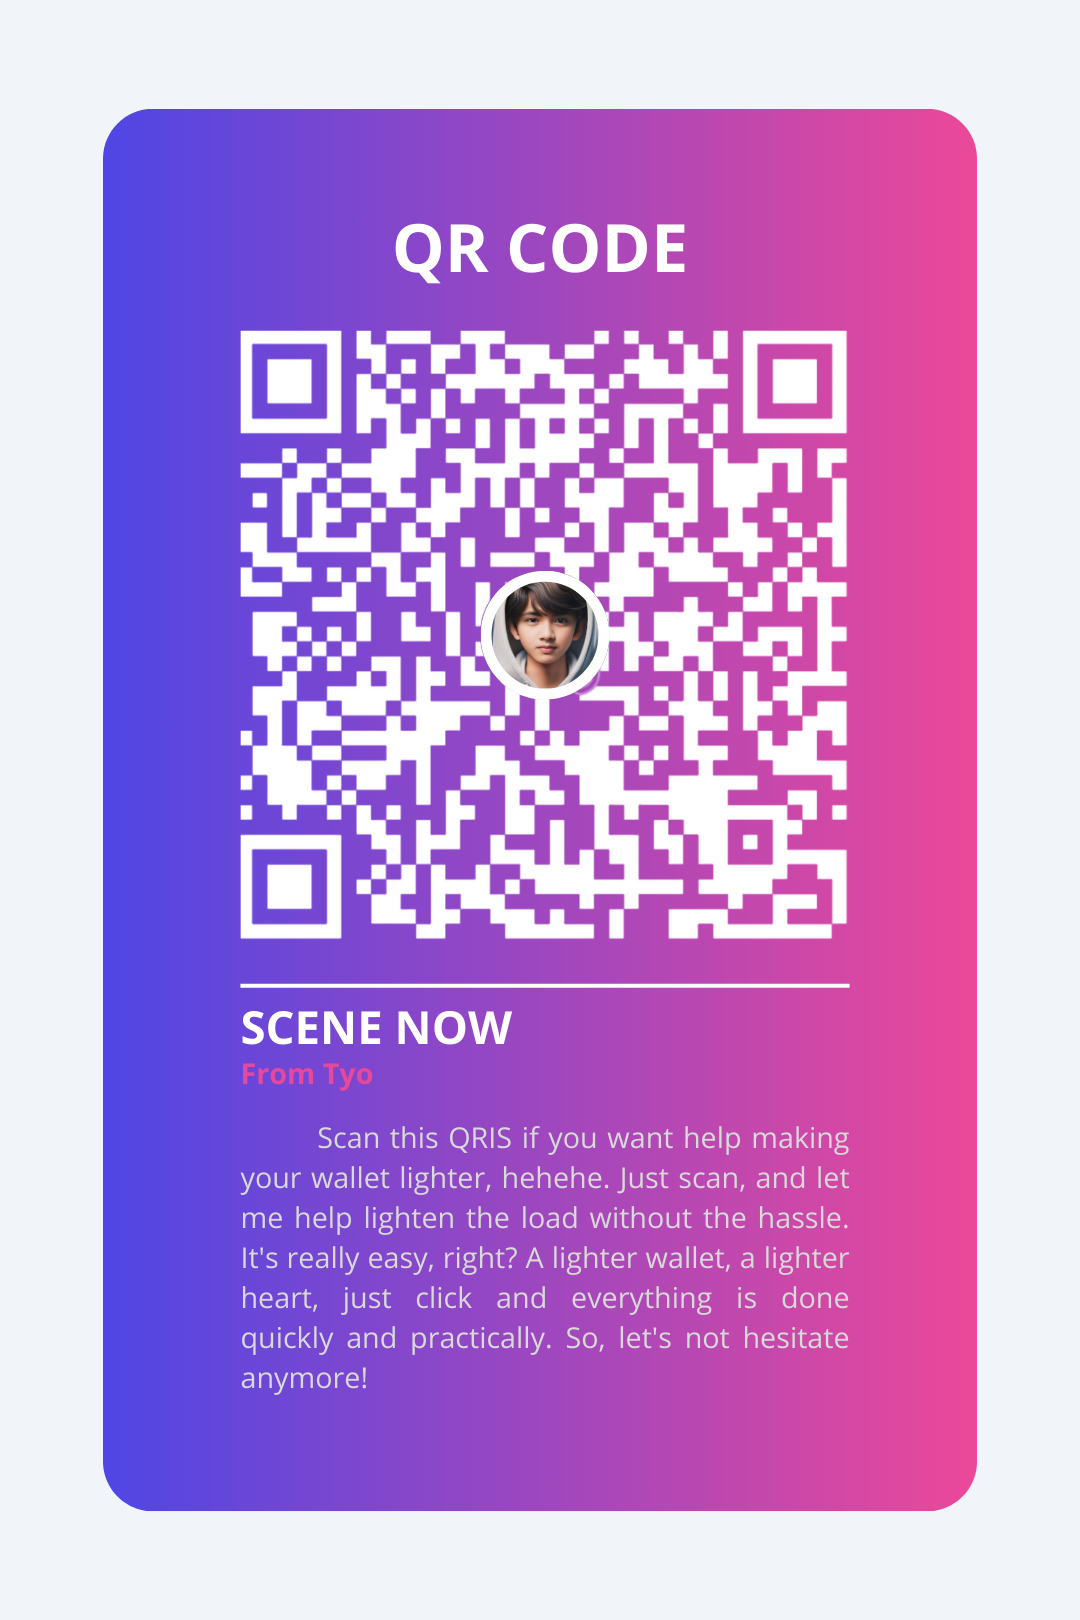 QR CODE
SCENE NOW
From Tyo
Scan this QRIS if you want help making
your wallet lighter, hehehe. Just scan, and let
me help lighten the load without the hassle.
It's really easy, right? A lighter wallet, a lighter
heart, just click and everything is done
quickly and practically. So, let's not hesitate
anymore!